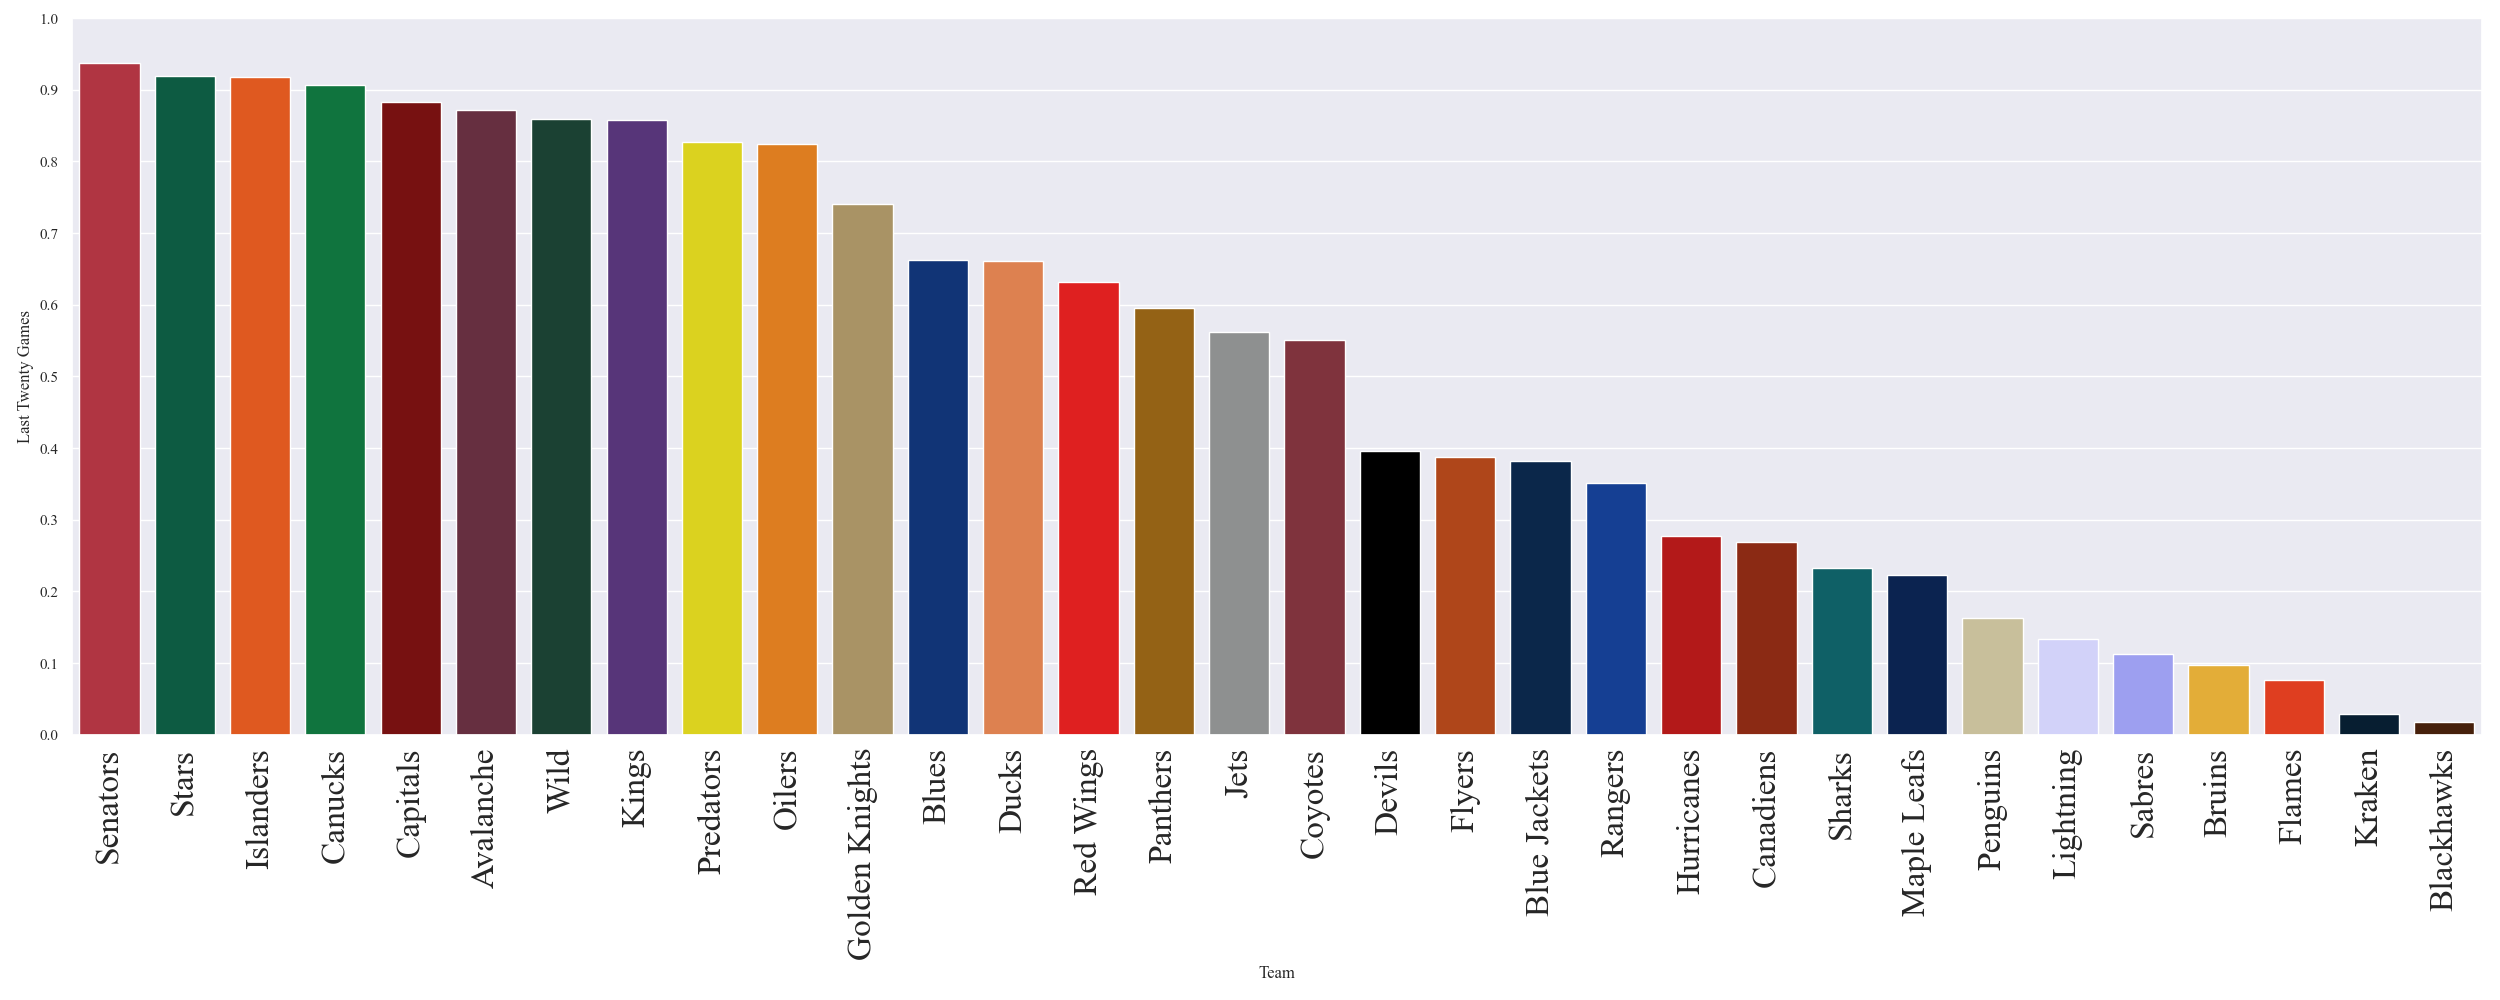 1.0
0.9
0.8
0.7
0.6
0.5
0.4
0.3
0.2
0.1
0.0
Last Twenty Games
Senators
Stars
Islanders
Canucks
Capitals
Avalanche
Wild
Kings
Predators
Oilers
Golden Knights
Blues
Ducks
Red Wings
Panthers
Jets
Coyotes
Devils
Flyers
Blue Jackets
Rangers
Hurricanes
Canadiens
Sharks
Maple Leafs
Penguins
Lightning
Sabres
Bruins
Flames
Kraken
Blackhawks
Team